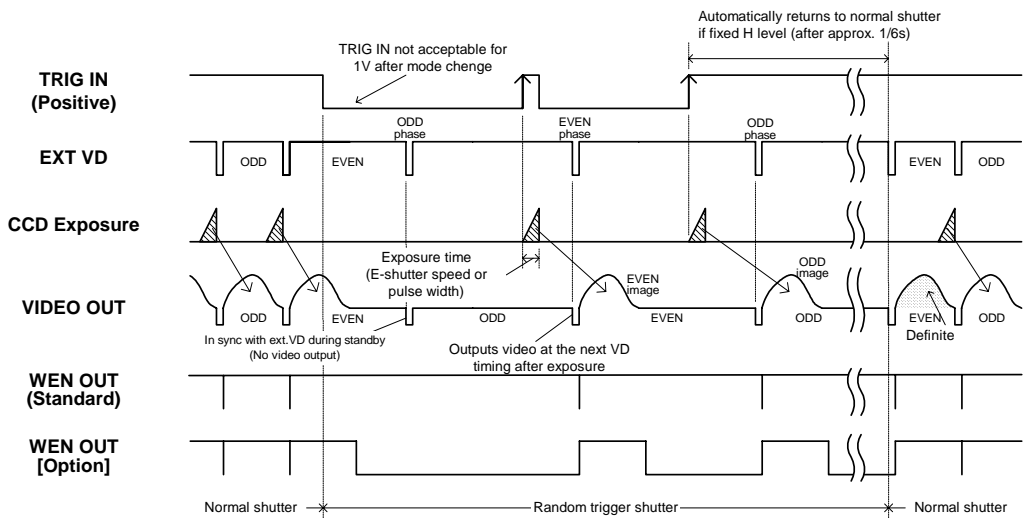 Automatically returns to normal shutter
if fixed H level (after approx. 1/6s)
TRIG IN not acceptable for
1V after mode chenge
TRIG IN
(Positive)
ODD
phase
EVEN
phase
ODD
phase
EXT VD
ODD
EVEN
EVEN
ODD
CCD Exposure
Exposure time
(E-shutter speed or
pulse width)
EVEN
image
ODD
image
VIDEO OUT
ODD
EVEN
ODD
EVEN
ODD
EVEN
ODD
In sync with ext.VD during standby
(No video output)
Outputs video at the next VD
timing after exposure
Definite
WEN OUT
(Standard)
WEN OUT
[Option]
Normal shutter
Random trigger shutter
Normal shutter